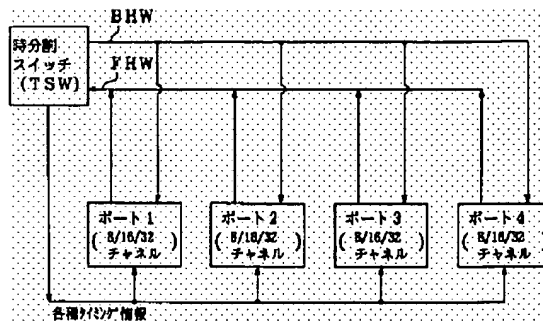 BHW
時分割
スイッチ
(TSW)
FHW
ポート1
(8/16/32)
チャネル
ポート2
(8/16/32)
チャネル
ポート3
(8/16/32)
チャネル
ポート4
(8/16/32)
チャネル
各種タイミング情報